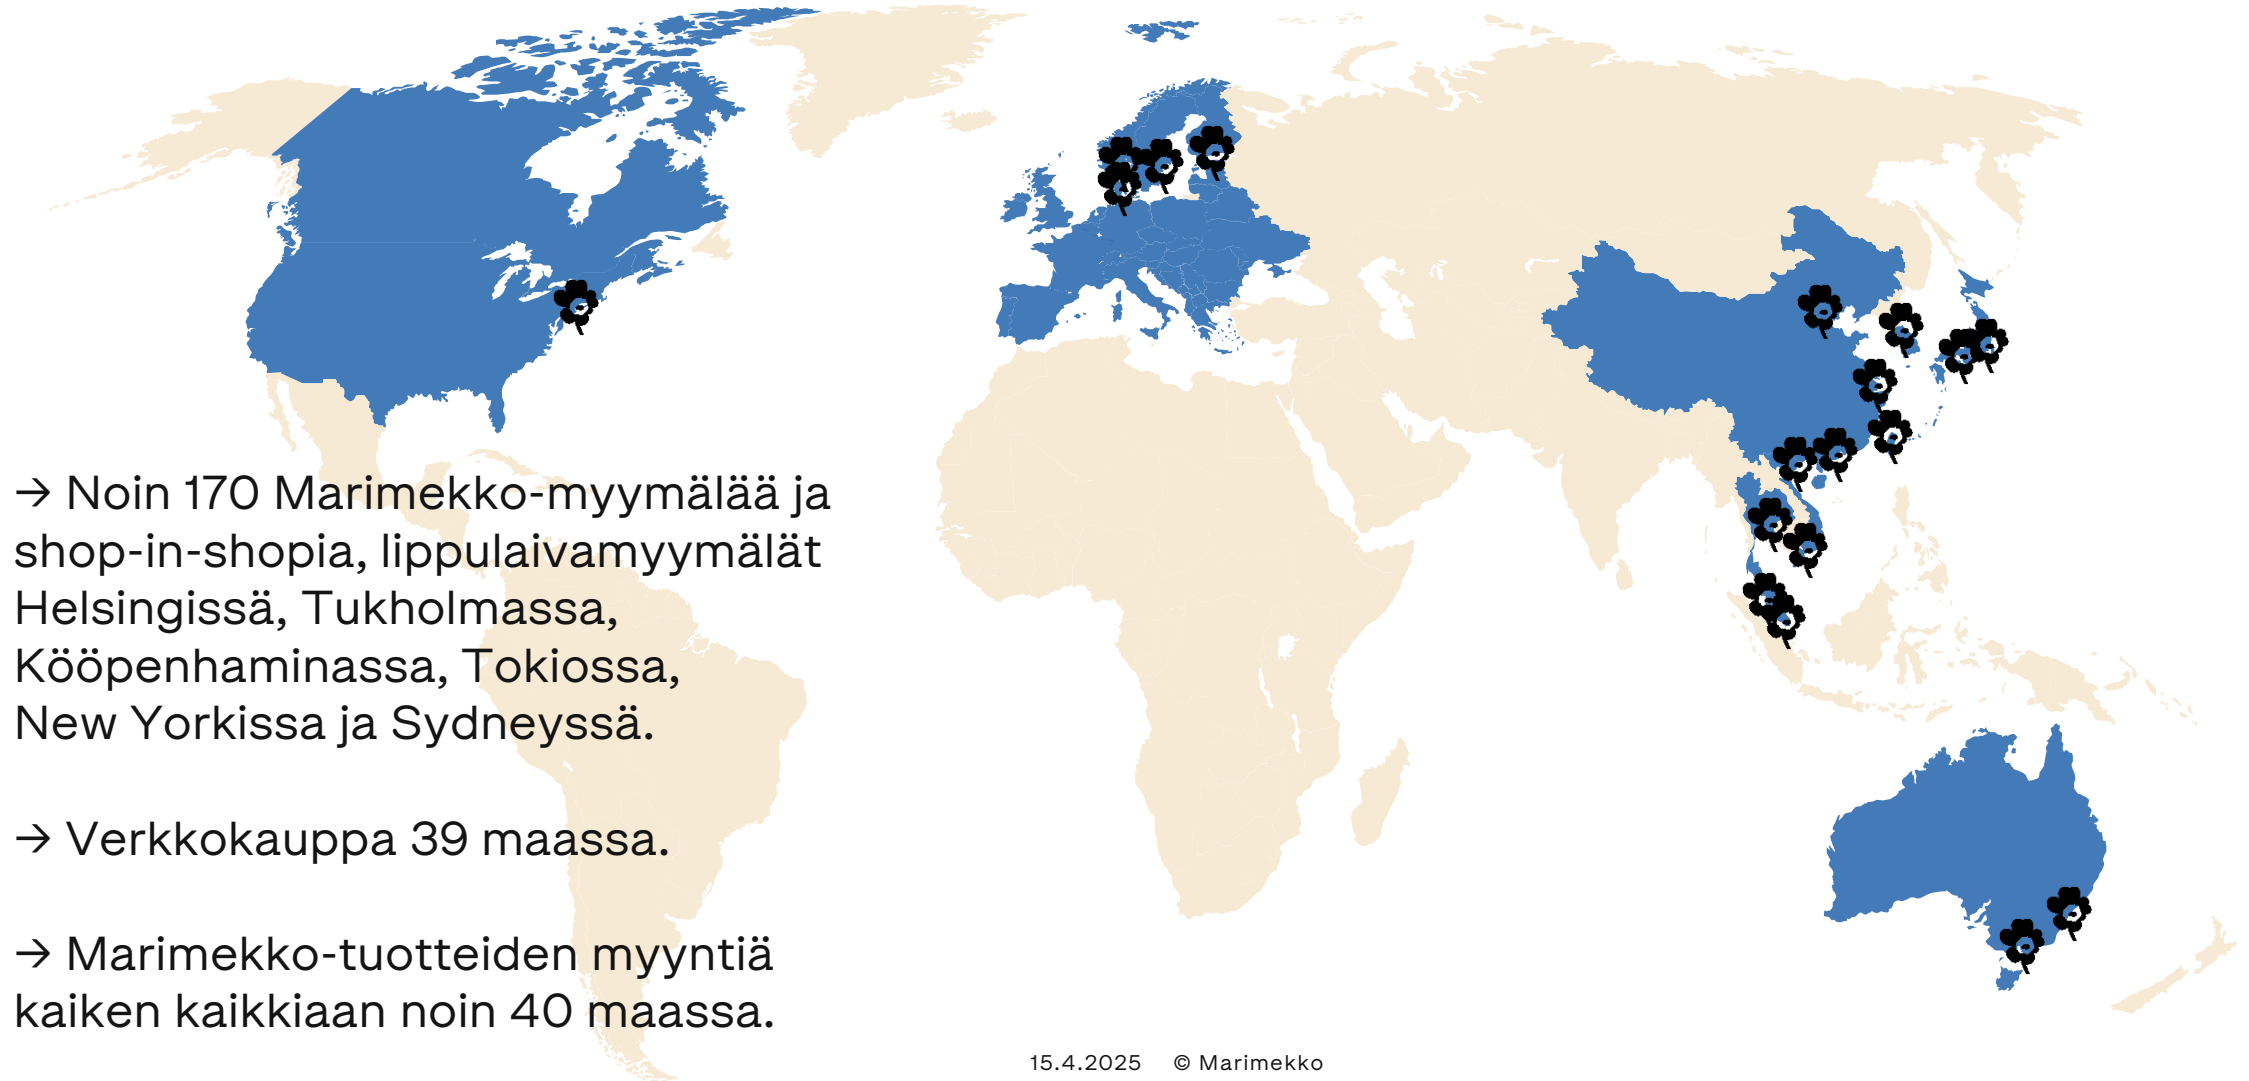 → Noin 170 Marimekko-myymälää ja
shop-in-shopia, lippulaivamyymälät
Helsingissä, Tukholmassa,
Kööpenhaminassa, Tokiossa,
New Yorkissa ja Sydneyssä.
→ Verkkokauppa 39 maassa.
→ Marimekko-tuotteiden myyntiä
kaiken kaikkiaan noin 40 maassa.
15.4.2025 © Marimekko